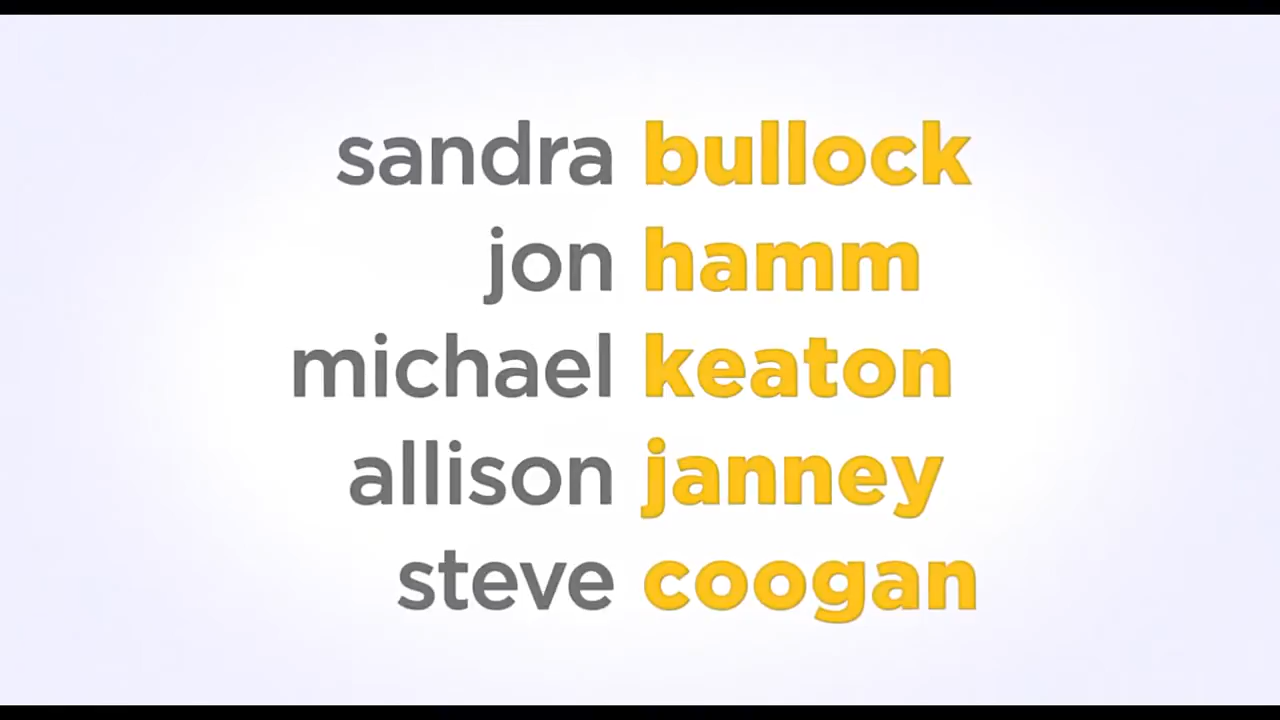 sandra bullock
jon hamm
michael keaton
allison janney
steve coogan